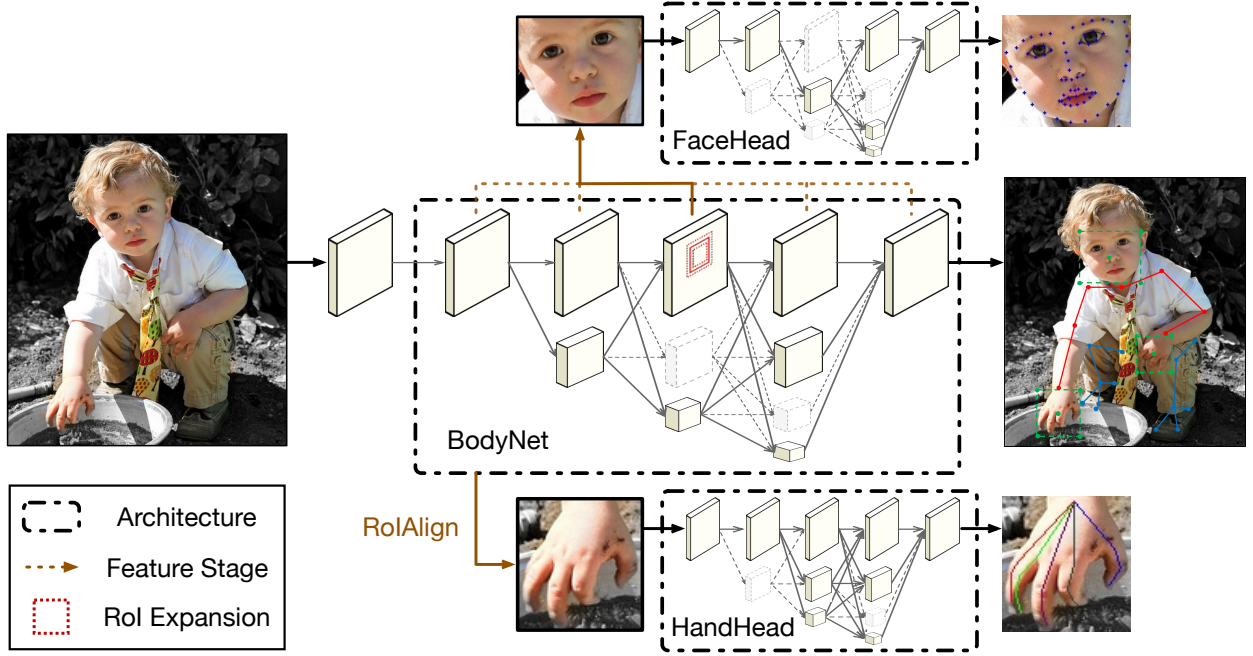 FaceHead
BodyNet
RoIAlign
HandHead
Architecture
Feature Stage
RoI Expansion